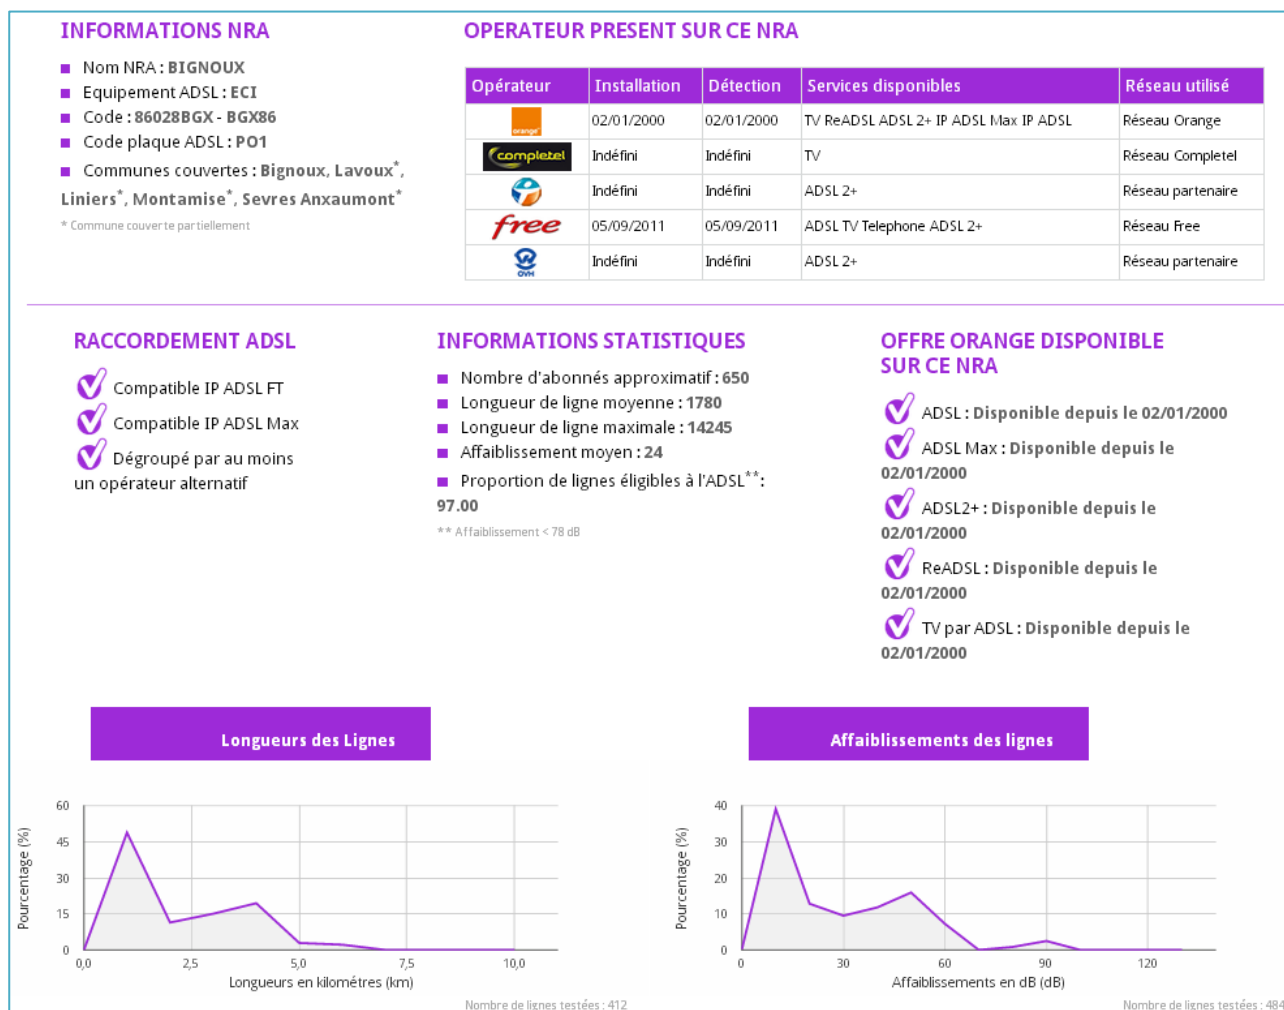 INFORMATIONS NRA
Nom NRA : BIGNOUX
Equipement ADSL : ECI
Code : 86028BGX - BGX86
Code plaque ADSL : PO1
Communes couvertes : Bignoux, Lavoux*,
Liniers*, Montamise*, Sevres Anxaumont*
* Commune couverte partiellement
OPERATEUR PRESENT SUR CE NRA
Opérateur Installation Détection Services disponibles Réseau utilisé
orange 02/01/2000 02/01/2000 TV ReADSL ADSL 2+ IP ADSL Max IP ADSL Réseau Orange
completel Indéfini Indéfini TV Réseau Completel
Indéfini Indéfini ADSL 2+ Réseau partenaire
free 05/09/2011 05/09/2011 ADSL TV Telephone ADSL 2+ Réseau Free
OVH Indéfini Indéfini ADSL 2+ Réseau partenaire
RACCORDEMENT ADSL
Compatible IP ADSL FT
Compatible IP ADSL Max
Dégroupé par au moins
un opérateur alternatif
INFORMATIONS STATISTIQUES
Nombre d'abonnés approximatif : 650
Longueur de ligne moyenne : 1780
Longueur de ligne maximale : 14245
Affaiblissement moyen : 24
Proportion de lignes éligibles à l'ADSL** :
97.00
** Affaiblissement < 78 dB
OFFRE ORANGE DISPONIBLE
SUR CE NRA
ADSL : Disponible depuis le 02/01/2000
ADSL Max : Disponible depuis le
02/01/2000
ADSL2+ : Disponible depuis le
02/01/2000
ReADSL : Disponible depuis le
02/01/2000
TV par ADSL : Disponible depuis le
02/01/2000
Longueurs des Lignes
Pourcentage (%)
60
45
30
15
0
0,0 2,5 5,0 7,5 10,0
Longueurs en kilométres (km)
Nombre de lignes testées : 412
Affaiblissements des lignes
Pourcentage (%)
40
30
20
10
0
0 30 60 90 120
Affaiblissements en dB (dB)
Nombre de lignes testées : 484